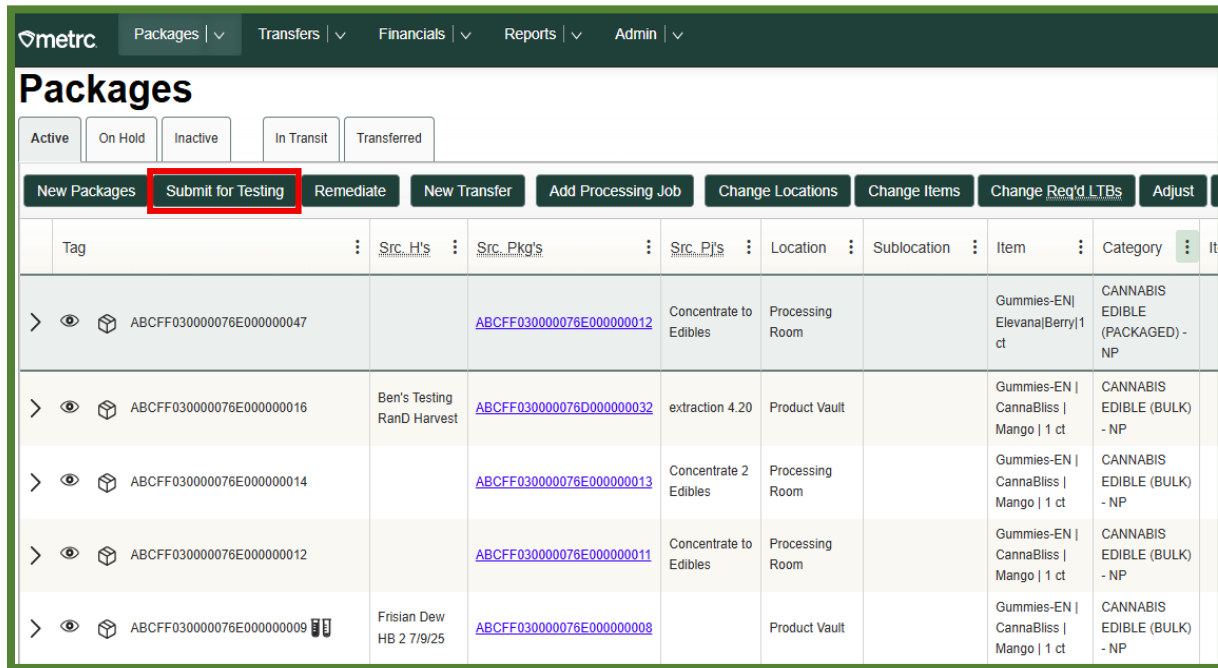 metrc Packages Transfers Financials Reports Admin
Packages
Active On Hold Inactive In Transit Transferred
New Packages Submit for Testing Remediate New Transfer Add Processing Job Change Locations Change Items Change Req'd LTBs Adjust
Tag Src. H's Src. Pkg's Src. Pj's Location Sublocation Item Category It
ABCFF030000076E000000047 ABCFF030000076E000000012 Concentrate to Edibles Processing Room Gummies-EN| Elevana|Berry|1 ct CANNABIS EDIBLE (PACKAGED) - NP
ABCFF030000076E000000016 Ben's Testing RanD Harvest ABCFF030000076D000000032 extraction 4.20 Product Vault Gummies-EN | CannaBliss | Mango | 1 ct CANNABIS EDIBLE (BULK) - NP
ABCFF030000076E000000014 ABCFF030000076E000000013 Concentrate 2 Edibles Processing Room Gummies-EN | CannaBliss | Mango | 1 ct CANNABIS EDIBLE (BULK) - NP
ABCFF030000076E000000012 ABCFF030000076E000000011 Concentrate to Edibles Processing Room Gummies-EN | CannaBliss | Mango | 1 ct CANNABIS EDIBLE (BULK) - NP
ABCFF030000076E000000009 Frisian Dew HB 2 7/9/25 ABCFF030000076E000000008 Product Vault Gummies-EN | CannaBliss | Mango | 1 ct CANNABIS EDIBLE (BULK) - NP